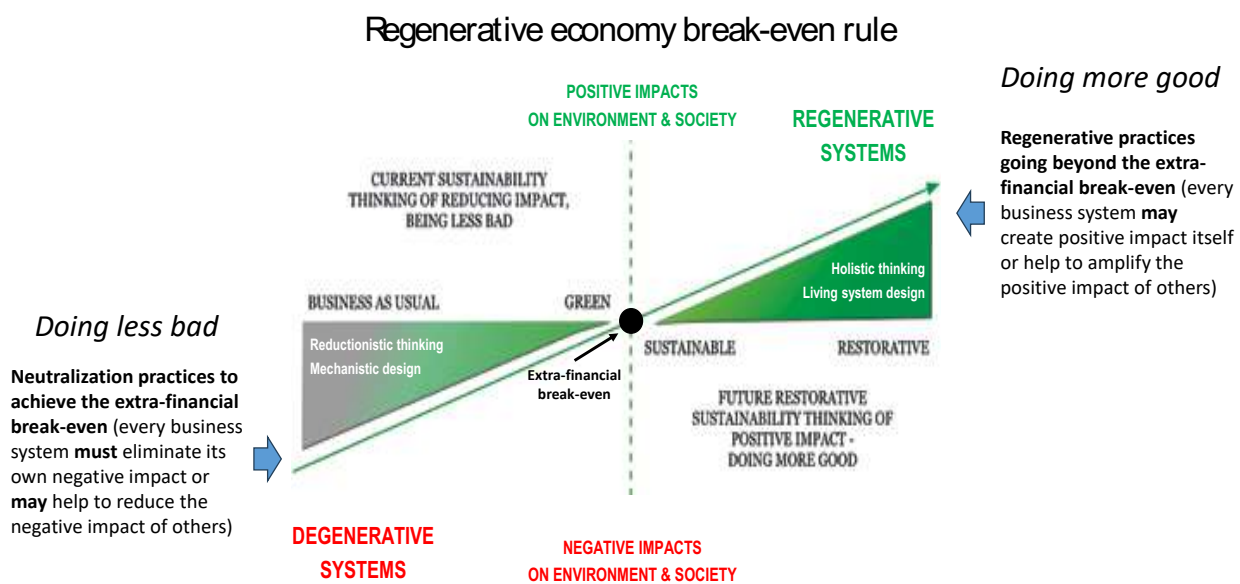 Regenerative economy break-even rule
Doing more good
POSITIVE IMPACTS
ON ENVIRONMENT & SOCIETY
REGENERATIVE
SYSTEMS
Regenerative practices
going beyond the extra-
financial break-even (every
business system may
create positive impact itself
or help to amplify the
positive impact of others)
CURRENT SUSTAINABILITY
THINKING OF REDUCING IMPACT,
BEING LESS BAD
Holistic thinking
Living system design
BUSINESS AS USUAL
GREEN
Doing less bad
Reductionistic thinking
Mechanistic design
SUSTAINABLE
RESTORATIVE
Extra-financial
break-even
Neutralization practices to
achieve the extra-financial
break-even (every business
system must eliminate its
own negative impact or
may help to reduce the
negative impact of others)
FUTURE RESTORATIVE
SUSTAINABILITY THINKING OF
POSITIVE IMPACT -
DOING MORE GOOD
DEGENERATIVE
SYSTEMS
NEGATIVE IMPACTS
ON ENVIRONMENT & SOCIETY